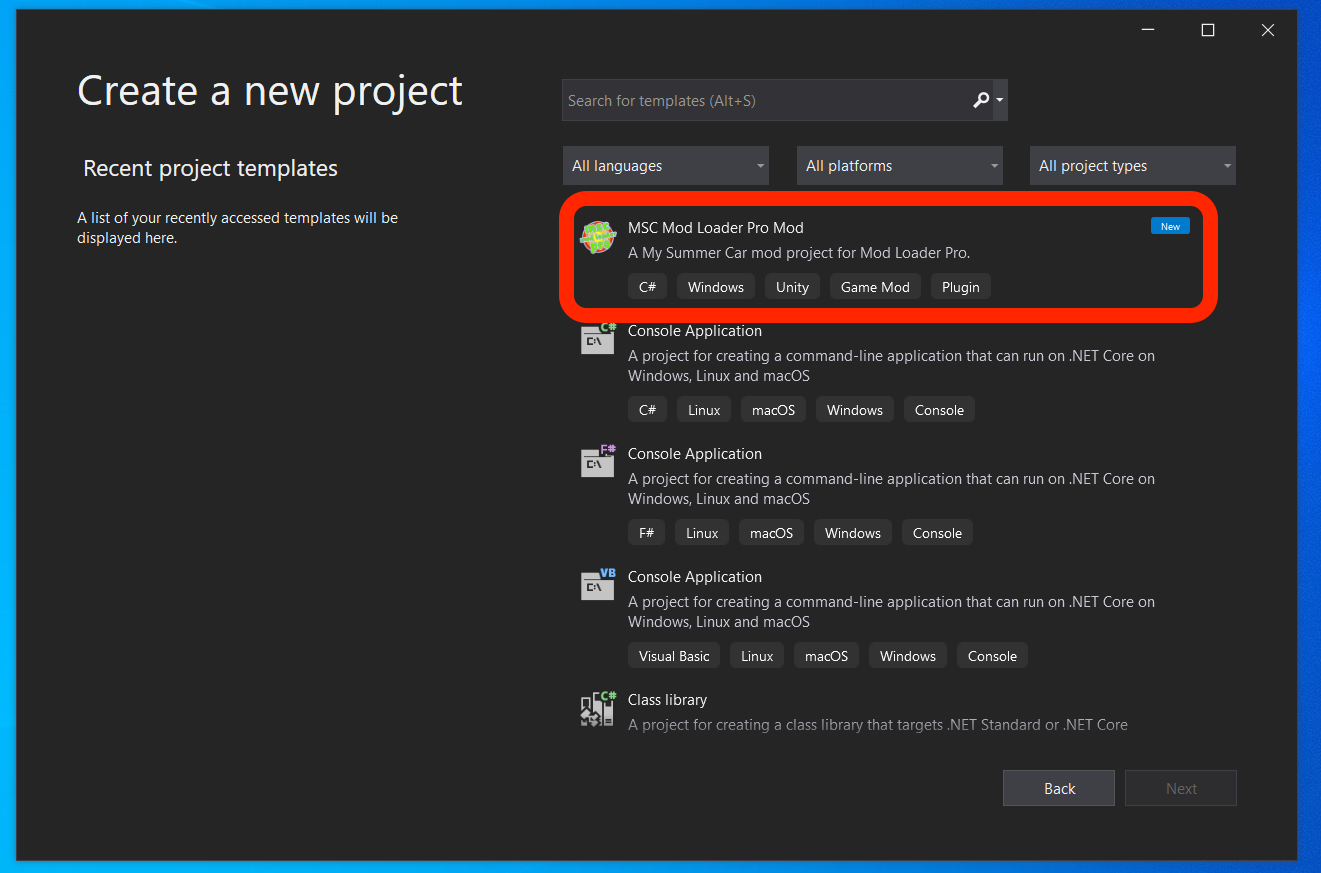 Create a new project
Recent project templates
A list of your recently accessed templates will be
displayed here.
Search for templates (Alt+S)
All languages
All platforms
All project types
MSC Mod Loader Pro Mod
New
A My Summer Car mod project for Mod Loader Pro.
C#
Windows
Unity
Game Mod
Plugin
C#
C:\
Console Application
A project for creating a command-line application that can run on .NET Core on
Windows, Linux and macOS
C#
Linux
macOS
Windows
Console
F#
C:\
Console Application
A project for creating a command-line application that can run on .NET Core on
Windows, Linux and macOS
F#
Linux
macOS
Windows
Console
VB
C:\
Console Application
A project for creating a command-line application that can run on .NET Core on
Windows, Linux and macOS
Visual Basic
Linux
macOS
Windows
Console
C#
Class library
A project for creating a class library that targets .NET Standard or .NET Core
Back
Next